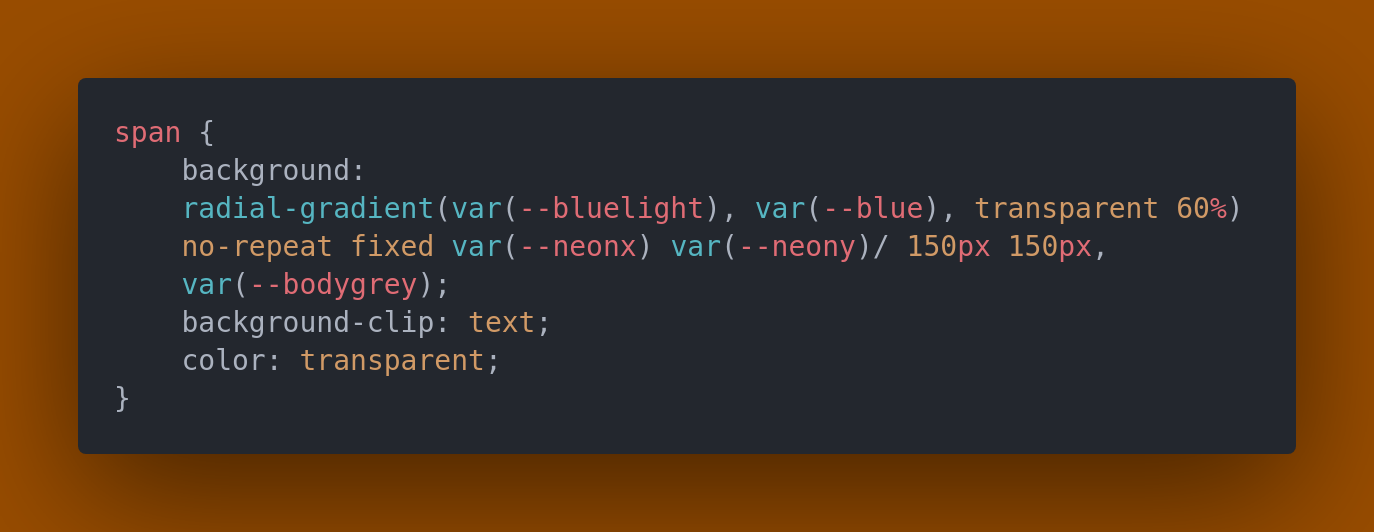 span {
    background:
    radial-gradient(var(--bluelight), var(--blue), transparent 60%)
    no-repeat fixed var(--neonx) var(--neony)/ 150px 150px,
    var(--bodygrey);
    background-clip: text;
    color: transparent;
}